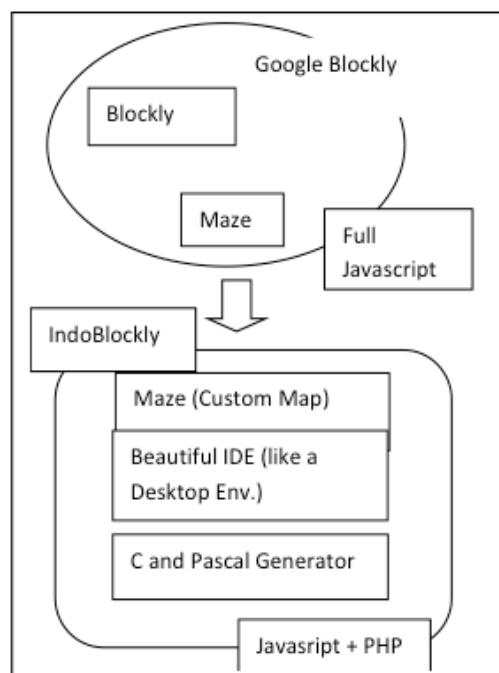 Google Blockly
Blockly
Maze
Full
Javascript
IndoBlockly
Maze (Custom Map)
Beautiful IDE (like a
Desktop Env.)
C and Pascal Generator
Javasript + PHP